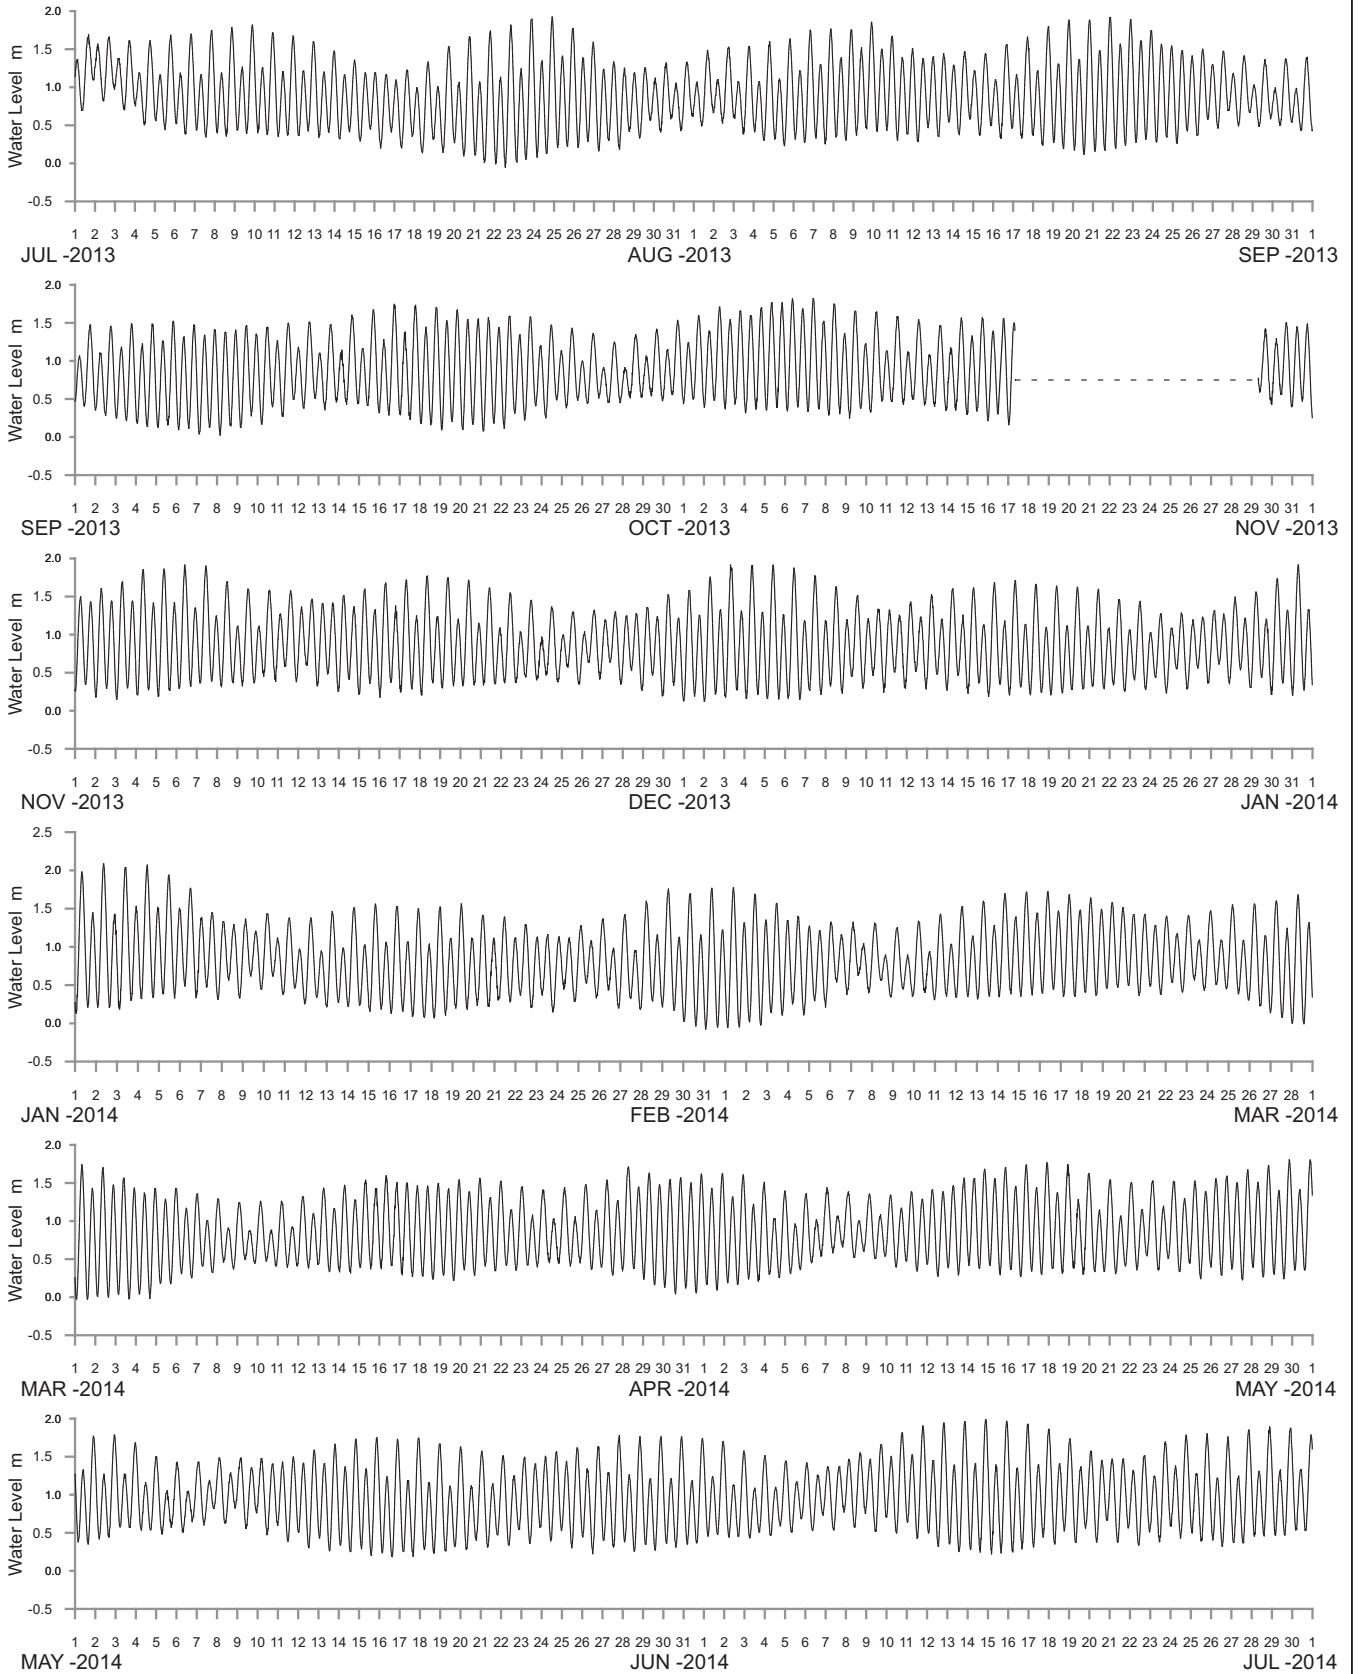 2.0
1.5
1.0
0.5
0.0
-0.5
Water Level m
1 2 3 4 5 6 7 8 9 10 11 12 13 14 15 16 17 18 19 20 21 22 23 24 25 26 27 28 29 30 31 1 2 3 4 5 6 7 8 9 10 11 12 13 14 15 16 17 18 19 20 21 22 23 24 25 26 27 28 29 30 31 1
JUL -2013 AUG -2013 SEP -2013
2.0
1.5
1.0
0.5
0.0
-0.5
Water Level m
1 2 3 4 5 6 7 8 9 10 11 12 13 14 15 16 17 18 19 20 21 22 23 24 25 26 27 28 29 30 1 2 3 4 5 6 7 8 9 10 11 12 13 14 15 16 17 18 19 20 21 22 23 24 25 26 27 28 29 30 31 1
SEP -2013 OCT -2013 NOV -2013
2.0
1.5
1.0
0.5
0.0
-0.5
Water Level m
1 2 3 4 5 6 7 8 9 10 11 12 13 14 15 16 17 18 19 20 21 22 23 24 25 26 27 28 29 30 1 2 3 4 5 6 7 8 9 10 11 12 13 14 15 16 17 18 19 20 21 22 23 24 25 26 27 28 29 30 31 1
NOV -2013 DEC -2013 JAN -2014
2.5
2.0
1.5
1.0
0.5
0.0
-0.5
Water Level m
1 2 3 4 5 6 7 8 9 10 11 12 13 14 15 16 17 18 19 20 21 22 23 24 25 26 27 28 29 30 31 1 2 3 4 5 6 7 8 9 10 11 12 13 14 15 16 17 18 19 20 21 22 23 24 25 26 27 28 1
JAN -2014 FEB -2014 MAR -2014
2.0
1.5
1.0
0.5
0.0
-0.5
Water Level m
1 2 3 4 5 6 7 8 9 10 11 12 13 14 15 16 17 18 19 20 21 22 23 24 25 26 27 28 29 30 31 1 2 3 4 5 6 7 8 9 10 11 12 13 14 15 16 17 18 19 20 21 22 23 24 25 26 27 28 29 30 1
MAR -2014 APR -2014 MAY -2014
2.0
1.5
1.0
0.5
0.0
-0.5
Water Level m
1 2 3 4 5 6 7 8 9 10 11 12 13 14 15 16 17 18 19 20 21 22 23 24 25 26 27 28 29 30 31 1 2 3 4 5 6 7 8 9 10 11 12 13 14 15 16 17 18 19 20 21 22 23 24 25 26 27 28 29 30 1
MAY -2014 JUN -2014 JUL -2014